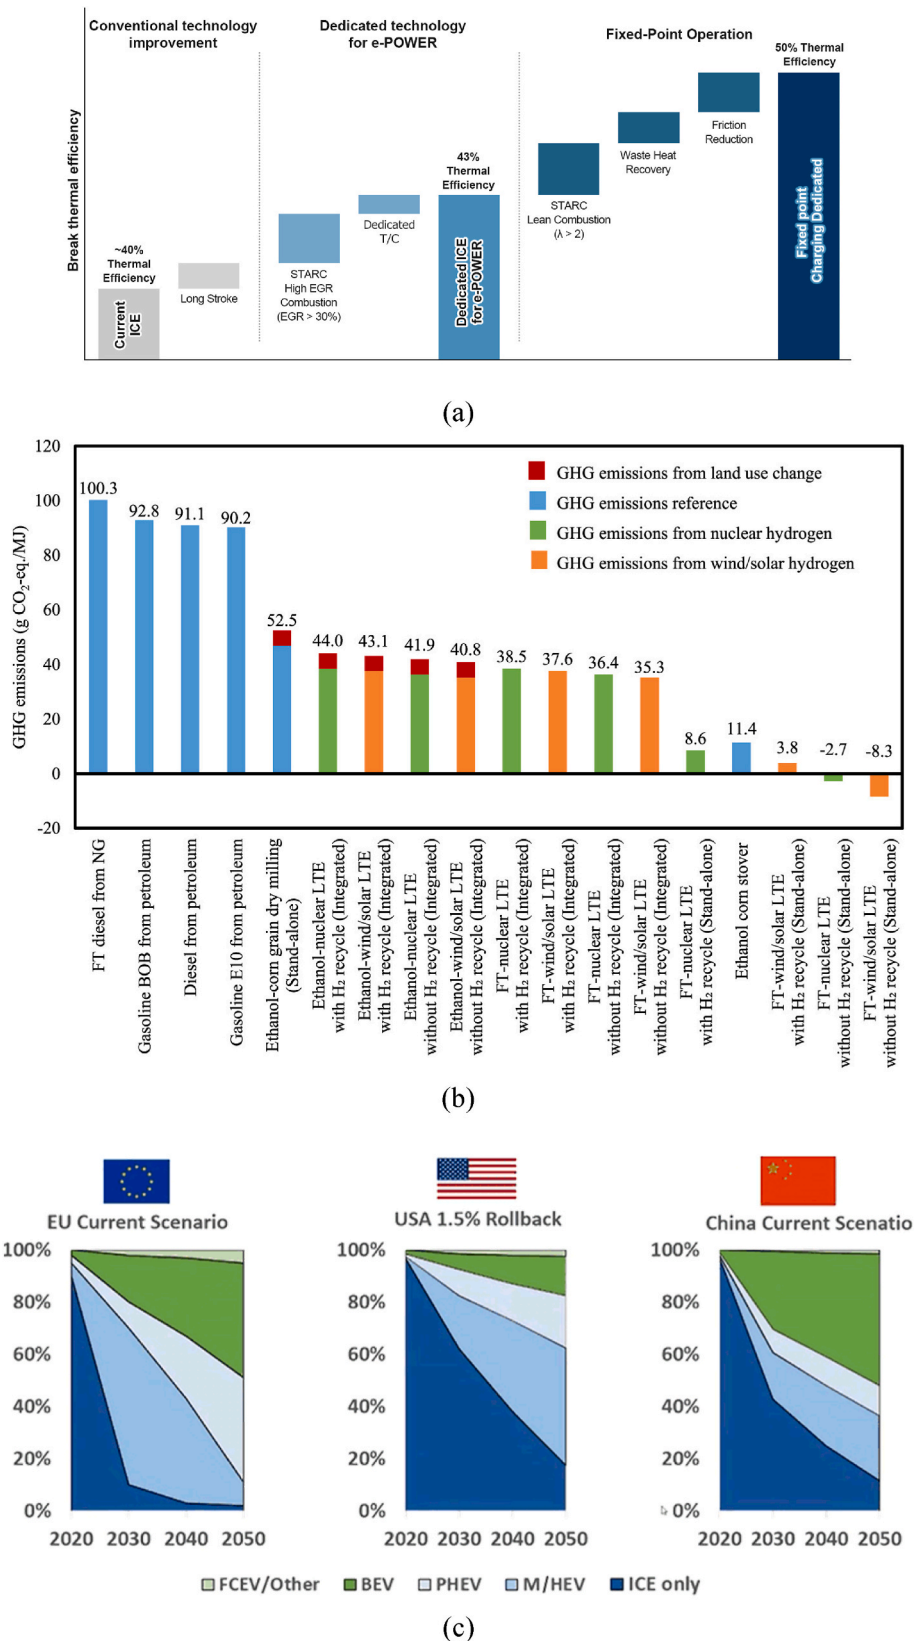 Conventional technology
improvement
Dedicated technology
for e-POWER
Fixed-Point Operation
Break thermal efficiency
~40%
Thermal
Efficiency
Current
ICE
Long Stroke
STARC
High EGR
Combustion
(EGR > 30%)
Dedicated
T/C
43%
Thermal
Efficiency
Dedicated ICE
for e-POWER
STARC
Lean Combustion
(λ > 2)
Waste Heat
Recovery
Friction
Reduction
50% Thermal
Efficiency
Fixed point
Charging Dedicated
(a)
GHG emissions (g CO₂-eq./MJ)
120
100
80
60
40
20
0
-20
GHG emissions from land use change
GHG emissions reference
GHG emissions from nuclear hydrogen
GHG emissions from wind/solar hydrogen
100.3
92.8
91.1
90.2
52.5
44.0
43.1
41.9
40.8
38.5
37.6
36.4
35.3
8.6
11.4
3.8
-2.7
-8.3
FT diesel from NG
Gasoline BOB from petroleum
Diesel from petroleum
Gasoline E10 from petroleum
Ethanol-corn grain dry milling
(Stand-alone)
Ethanol-nuclear LTE
with H₂ recycle (Integrated)
Ethanol-wind/solar LTE
with H₂ recycle (Integrated)
Ethanol-nuclear LTE
without H₂ recycle (Integrated)
Ethanol-wind/solar LTE
without H₂ recycle (Integrated)
FT-nuclear LTE
with H₂ recycle (Integrated)
FT-wind/solar LTE
with H₂ recycle (Integrated)
FT-nuclear LTE
without H₂ recycle (Integrated)
FT-wind/solar LTE
without H₂ recycle (Integrated)
FT-nuclear LTE
with H₂ recycle (Stand-alone)
Ethanol corn stover
FT-wind/solar LTE
with H₂ recycle (Stand-alone)
FT-nuclear LTE
without H₂ recycle (Stand-alone)
FT-wind/solar LTE
without H₂ recycle (Stand-alone)
(b)
EU Current Scenario
100%
80%
60%
40%
20%
0%
2020 2030 2040 2050
USA 1.5% Rollback
100%
80%
60%
40%
20%
0%
2020 2030 2040 2050
China Current Scenatio
100%
80%
60%
40%
20%
0%
2020 2030 2040 2050
FCEV/Other BEV PHEV M/HEV ICE only
(c)